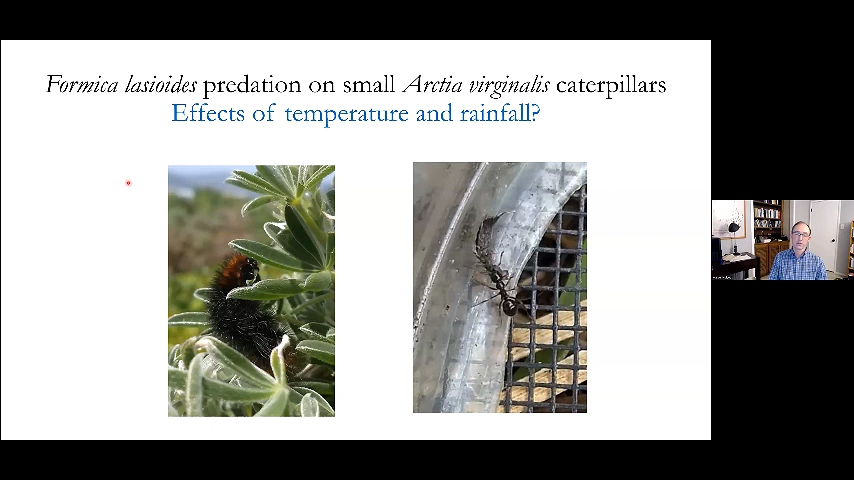 Formica lasioides predation on small Arctia virginalis caterpillars
Effects of temperature and rainfall?